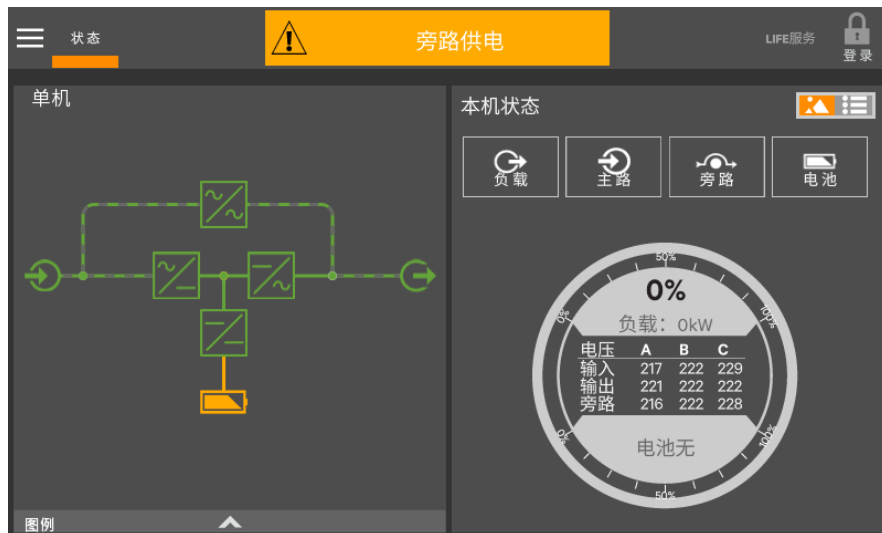 状态
旁路供电
LIFE服务
登录
单机
本机状态
负载
主路
旁路
电池
50%
0%
100%
0%
负载：0kW
电压 A B C
输入 217 222 229
输出 221 222 222
旁路 216 222 228
电池无
0%
100%
50%
图例